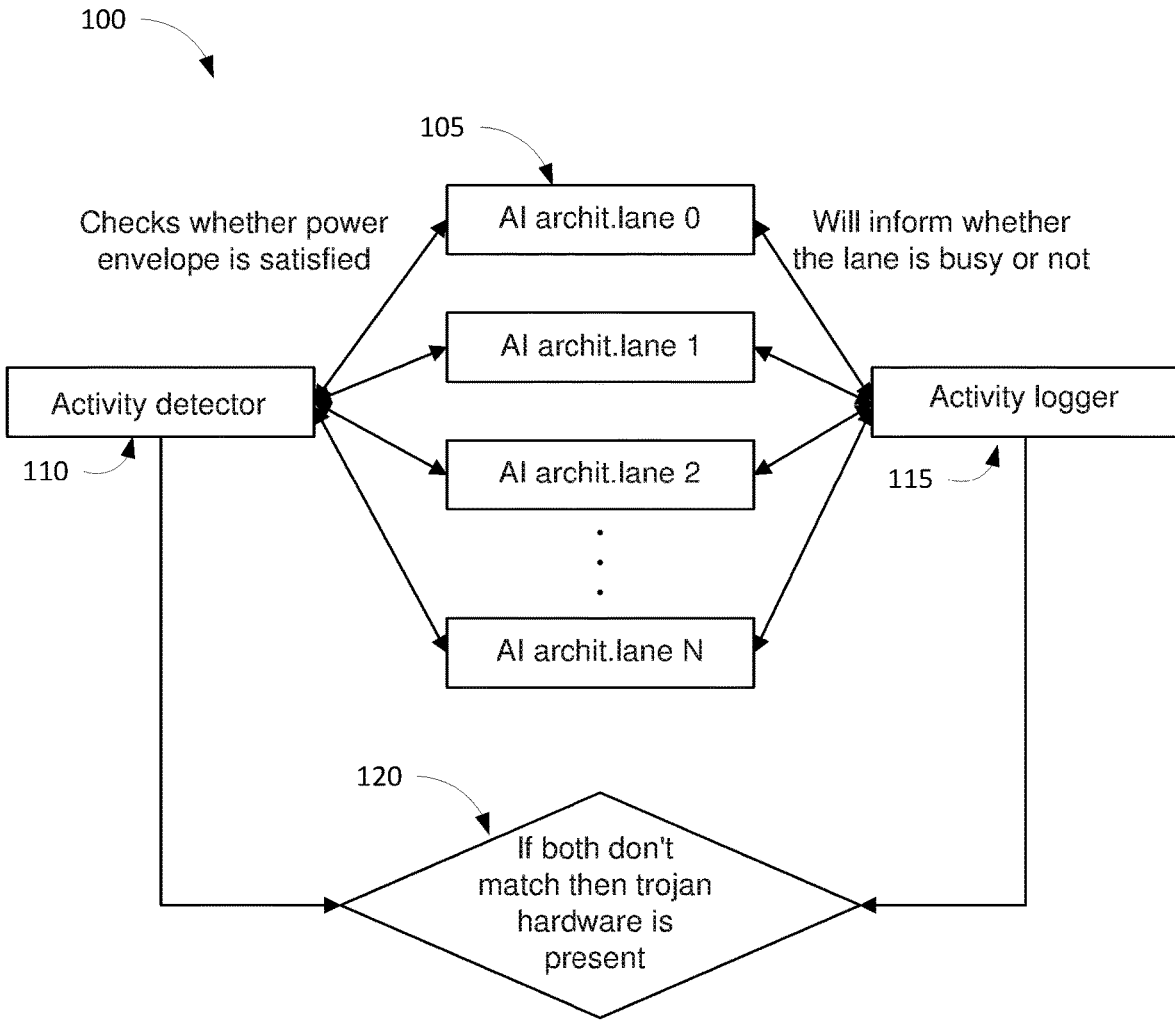 100
105
AI archit.lane 0
Checks whether power
envelope is satisfied
Will inform whether
the lane is busy or not
AI archit.lane 1
Activity detector
Activity logger
110
AI archit.lane 2
115
AI archit.lane N
120
If both don't
match then trojan
hardware is
present